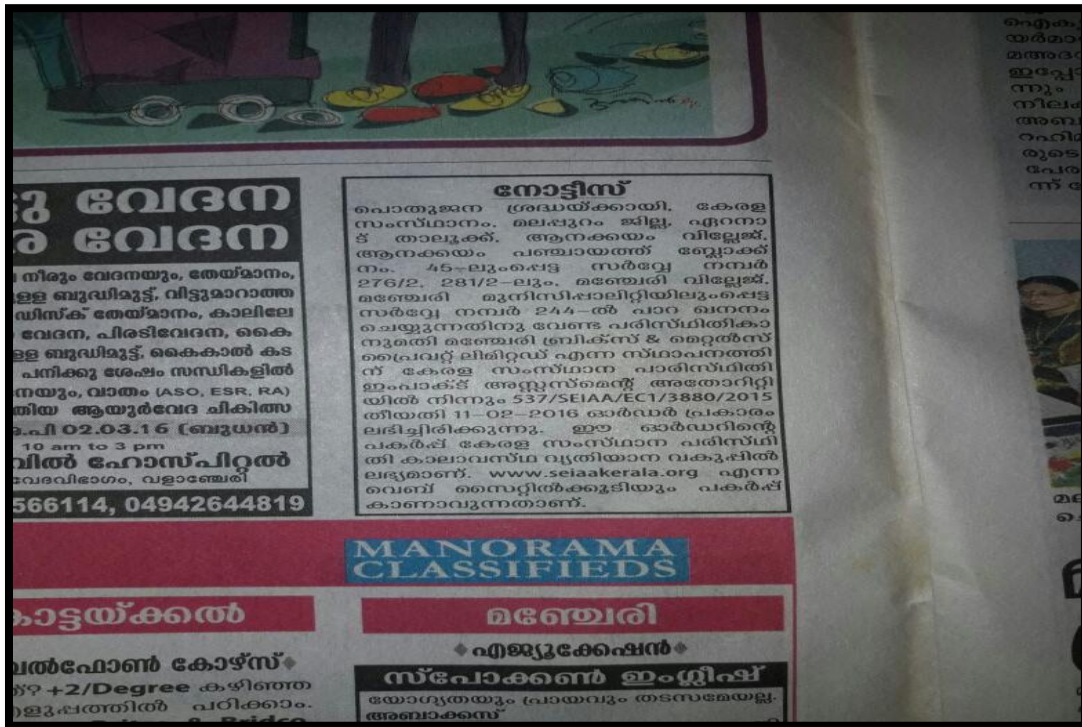 വേദന
വേദന
നീരും വേദനയും, തേയ്മാനം,
ബുദ്ധിമുട്ട്, വിട്ടുമാറാത്ത
ഡിസ്ക് തേയ്മാനം, കാലിലേ
വേദന, പിരടിവേദന, കൈ
ബുദ്ധിമുട്ട്, കൈകാൽ കട
പനിക്കു ശേഷം സന്ധികളിൽ
വാതം (ASO, ESR, RA)
ആയുർവേദ ചികിത്സ
02.03.16 (ബുധൻ)
10 am to 3 pm
ഹോസ്പിറ്റൽ
വളാഞ്ചേരി
566114, 04942644819
നോട്ടീസ്
പൊതുജന ശ്രദ്ധയ്ക്കായി, കേരള
സംസ്ഥാനം, മലപ്പുറം ജില്ല, ഏറനാ
ട് താലൂക്ക്, ആനക്കയം വില്ലേജ്,
ആനക്കയം പഞ്ചായത്ത് ബ്ലോക്ക്
നം. 45-ലുംപെട്ട സർവ്വേ നമ്പർ
276/2, 281/2-ലും, മഞ്ചേരി വില്ലേജ്,
മഞ്ചേരി മുനിസിപ്പാലിറ്റിയിലുംപെട്ട
സർവ്വേ നമ്പർ 244-ൽ പാറ ഖനനം
ചെയ്യുന്നതിനു വേണ്ട പരിസ്ഥിതികാ
നുമതി മഞ്ചേരി ബ്രിക്സ് & മെറ്റൽസ്
പ്രൈവറ്റ് ലിമിറ്റഡ് എന്ന സ്ഥാപനത്തി
ന് കേരള സംസ്ഥാന പാരിസ്ഥിതി
ഇംപാക്ട് അസ്സസ്മെന്റ് അതോറിറ്റി
യിൽ നിന്നും 537/SEIAA/EC1/3880/2015
തീയതി 11-02-2016 ഓർഡർ പ്രകാരം
ലഭിച്ചിരിക്കുന്നു. ഈ ഓർഡറിന്റെ
പകർപ്പ് കേരള സംസ്ഥാന പരിസ്ഥി
തി കാലാവസ്ഥ വ്യതിയാന വകുപ്പിൽ
ലഭ്യമാണ്. www.seiaakerala.org എന്ന
വെബ് സൈറ്റിൽക്കൂടിയും പകർപ്പ്
കാണാവുന്നതാണ്.
MANORAMA
CLASSIFIEDS
മഞ്ചേരി
എജ്യൂക്കേഷൻ
സ്പോക്കൺ ഇംഗ്ലീഷ്
യോഗ്യതയും പ്രായവും തടസമേയല്ല.
അബാക്കസ്
കോഴ്സ്
+2/Degree കഴിഞ്ഞ
പഠിക്കാം.